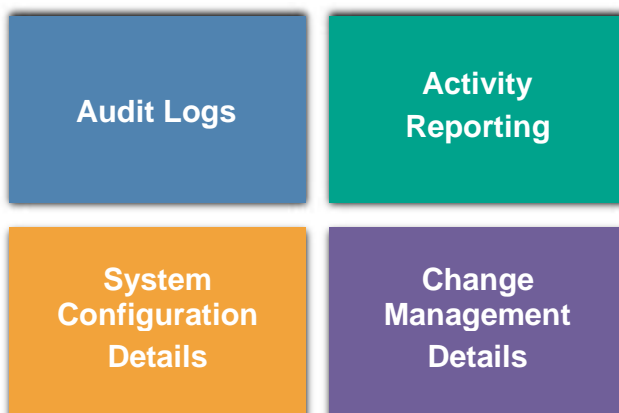 Audit Logs
Activity
Reporting
System
Configuration
Details
Change
Management
Details